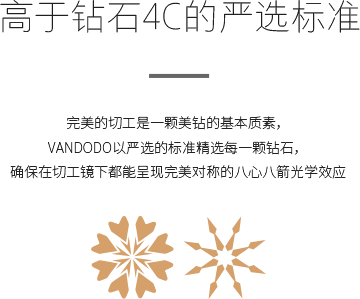 高于钻石4C的严选标准
完美的切工是一颗美钻的基本质素，
VANDODO以严选的标准精选每一颗钻石，
确保在切工镜下都能呈现完美对称的八心八箭光学效应